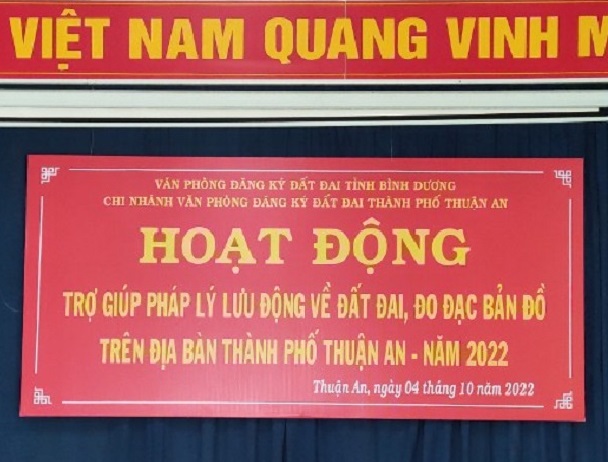 VIỆT NAM QUANG VINH M
VĂN PHÒNG ĐĂNG KÝ ĐẤT ĐAI TỈNH BÌNH DƯƠNG
CHI NHÁNH VĂN PHÒNG ĐĂNG KÝ ĐẤT ĐAI THÀNH PHỐ THUẬN AN
HOẠT ĐỘNG
TRỢ GIÚP PHÁP LÝ LƯU ĐỘNG VỀ ĐẤT ĐAI, ĐO ĐẠC BẢN ĐỒ
TRÊN ĐỊA BÀN THÀNH PHỐ THUẬN AN - NĂM 2022
Thuận An, ngày 04 tháng 10 năm 2022